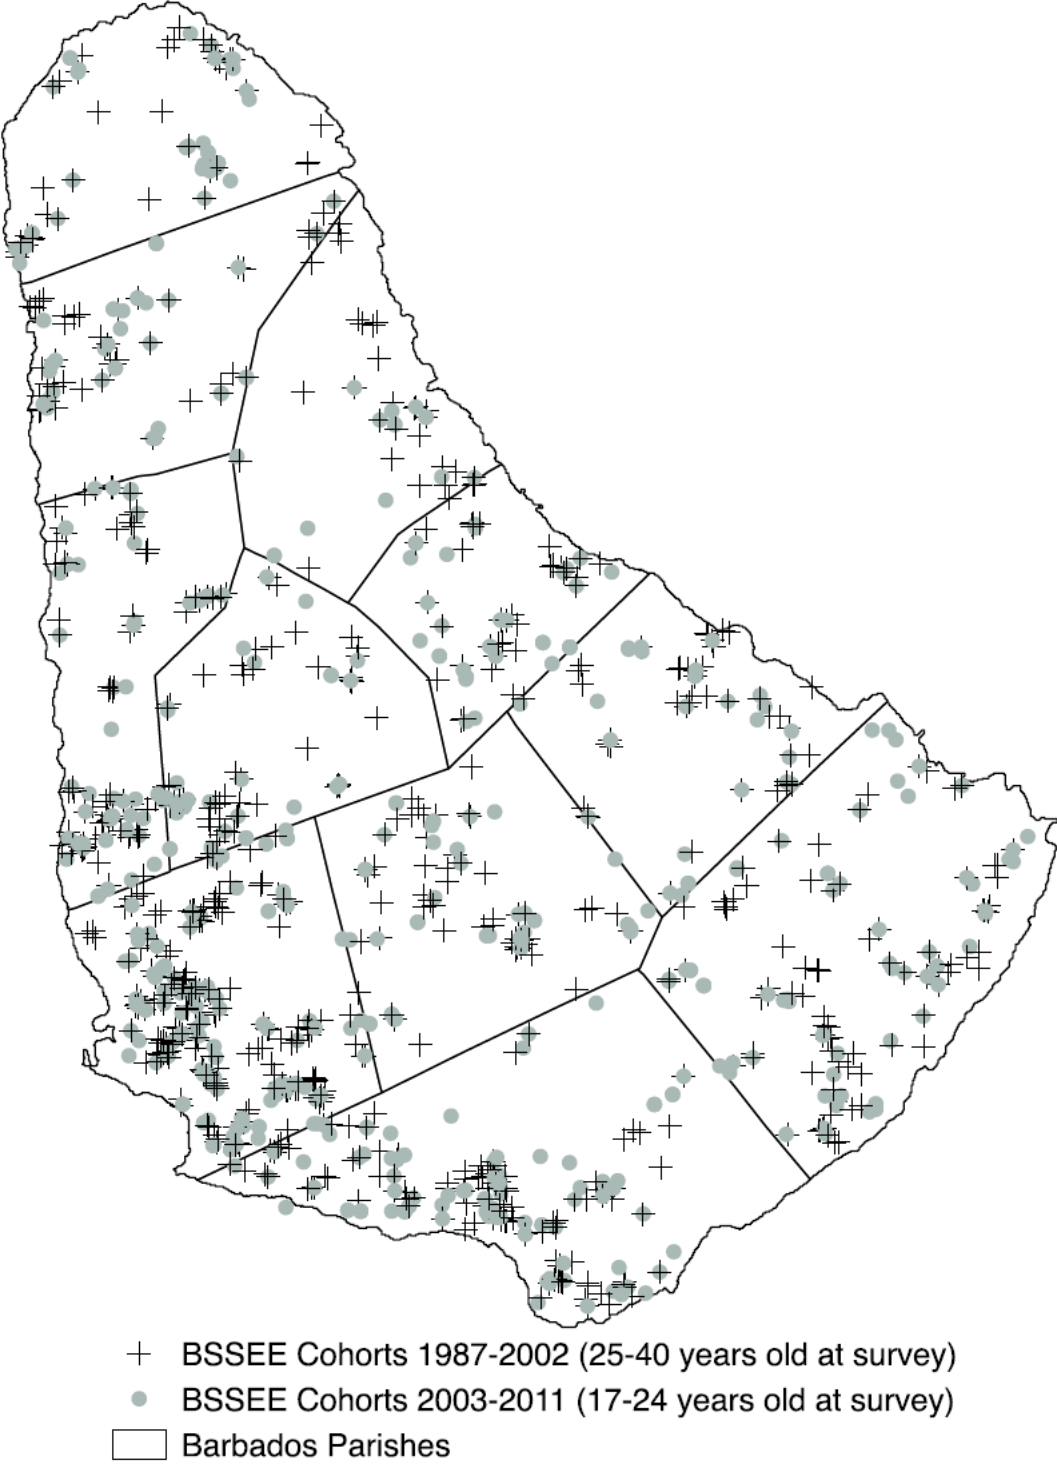 BSSEE Cohorts 1987-2002 (25-40 years old at survey)
BSSEE Cohorts 2003-2011 (17-24 years old at survey)
Barbados Parishes